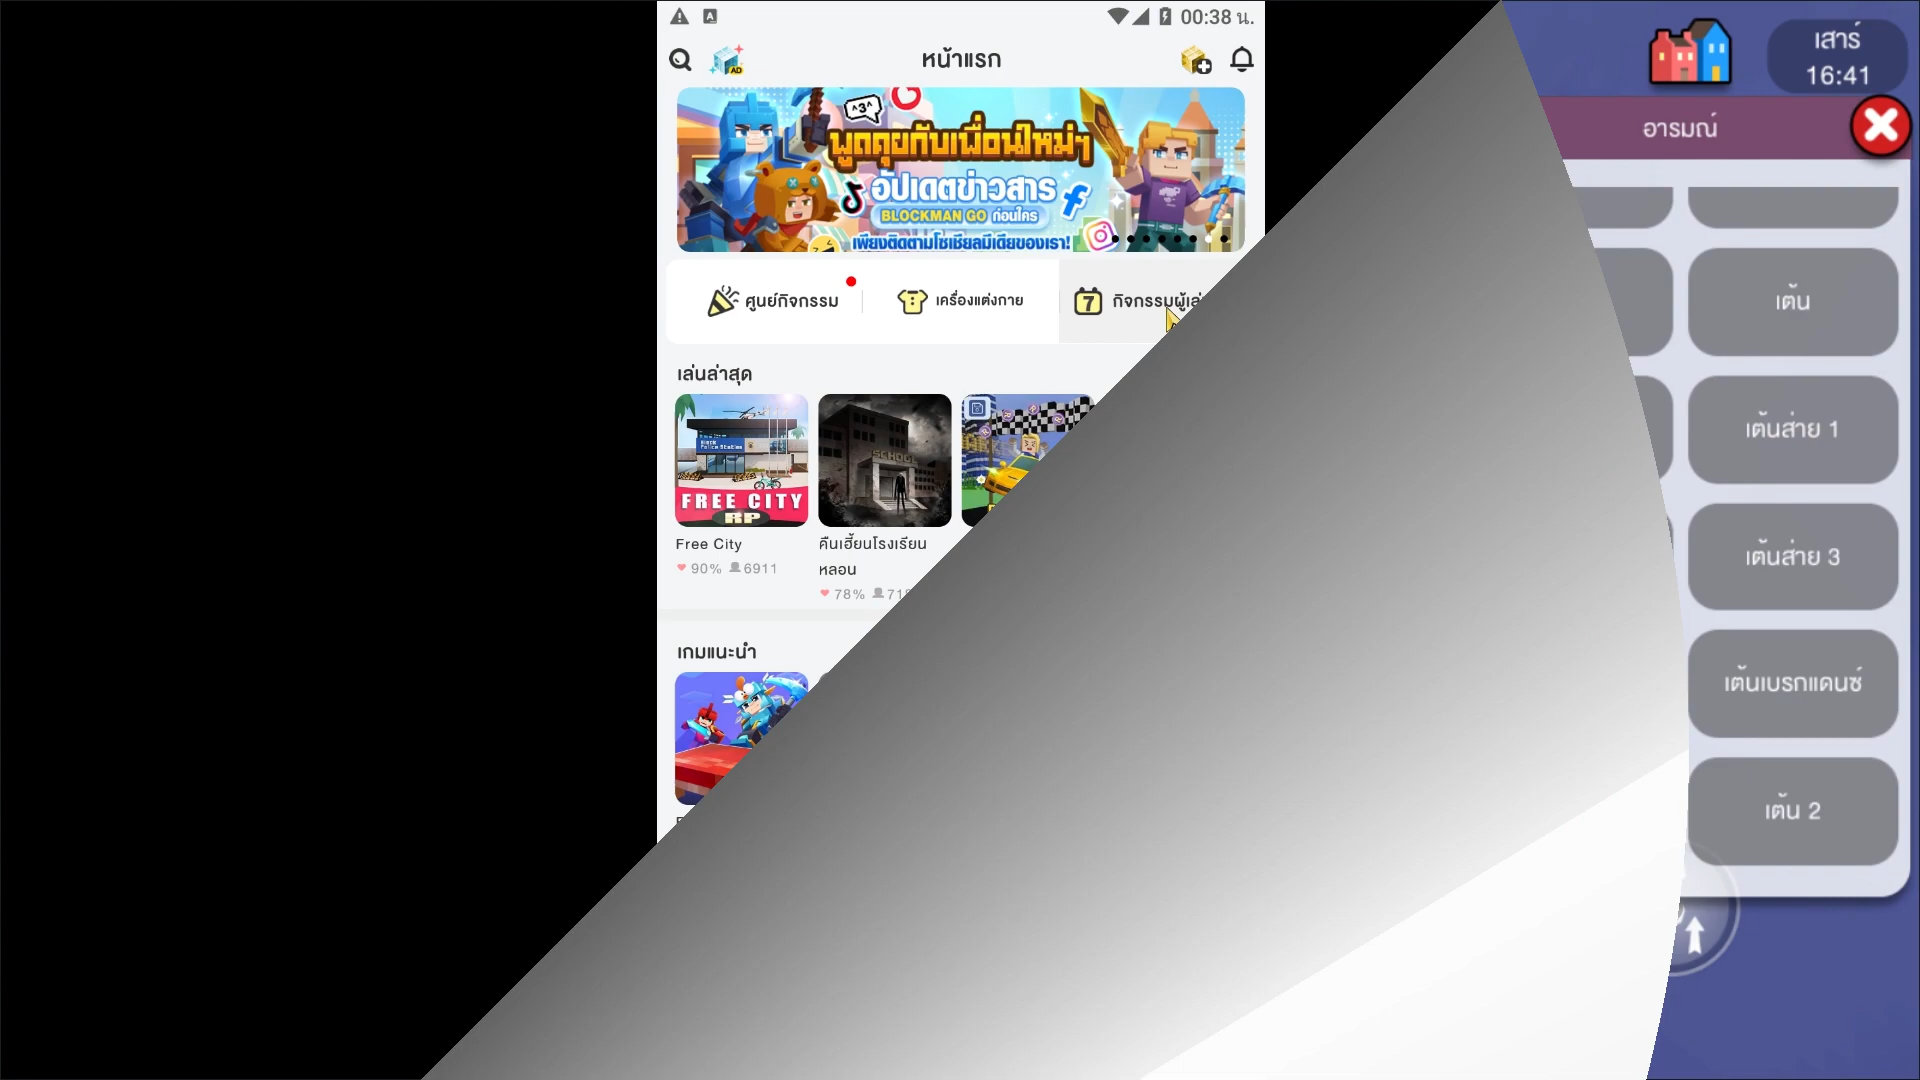 A
00:38 น.
AD
หน้าแรก
^3^
พูดคุยกับเพื่อนใหม่ๆ
อัปเดตข่าวสาร
BLOCKMAN GO ก่อนใคร
เพียงติดตามโซเชียลมีเดียของเรา!
ศูนย์กิจกรรม
เครื่องแต่งกาย
7
เล่นล่าสุด
BLOCK
Police Station
FREE CITY
RP
SCHOOL
Free City
90% 6911
คืนเฮี้ยนโรงเรียน
หลอน
78%
เกมแนะนำ
เสาร์
16:41
อารมณ์
เต้น
เต้นส่าย 1
เต้นส่าย 3
เต้นเบรกแดนซ์
เต้น 2